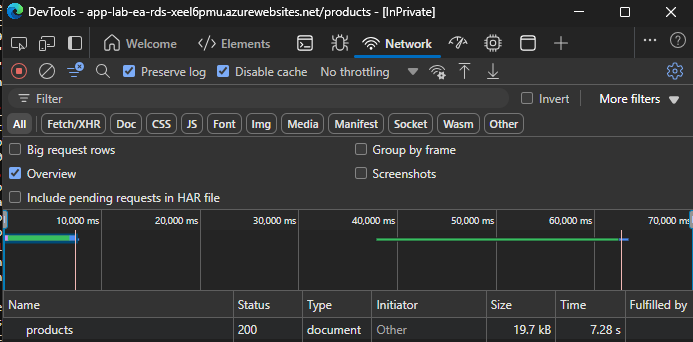 DevTools - app-lab-ea-rds-xeel6pmu.azurewebsites.net/products - [InPrivate]
Welcome Elements Network
Preserve log Disable cache No throttling
Filter Invert More filters
All Fetch/XHR Doc CSS JS Font Img Media Manifest Socket Wasm Other
Big request rows Group by frame
Overview Screenshots
Include pending requests in HAR file
10,000 ms 20,000 ms 30,000 ms 40,000 ms 50,000 ms 60,000 ms 70,000 ms
Name Status Type Initiator Size Time Fulfilled by
products 200 document Other 19.7 kB 7.28 s